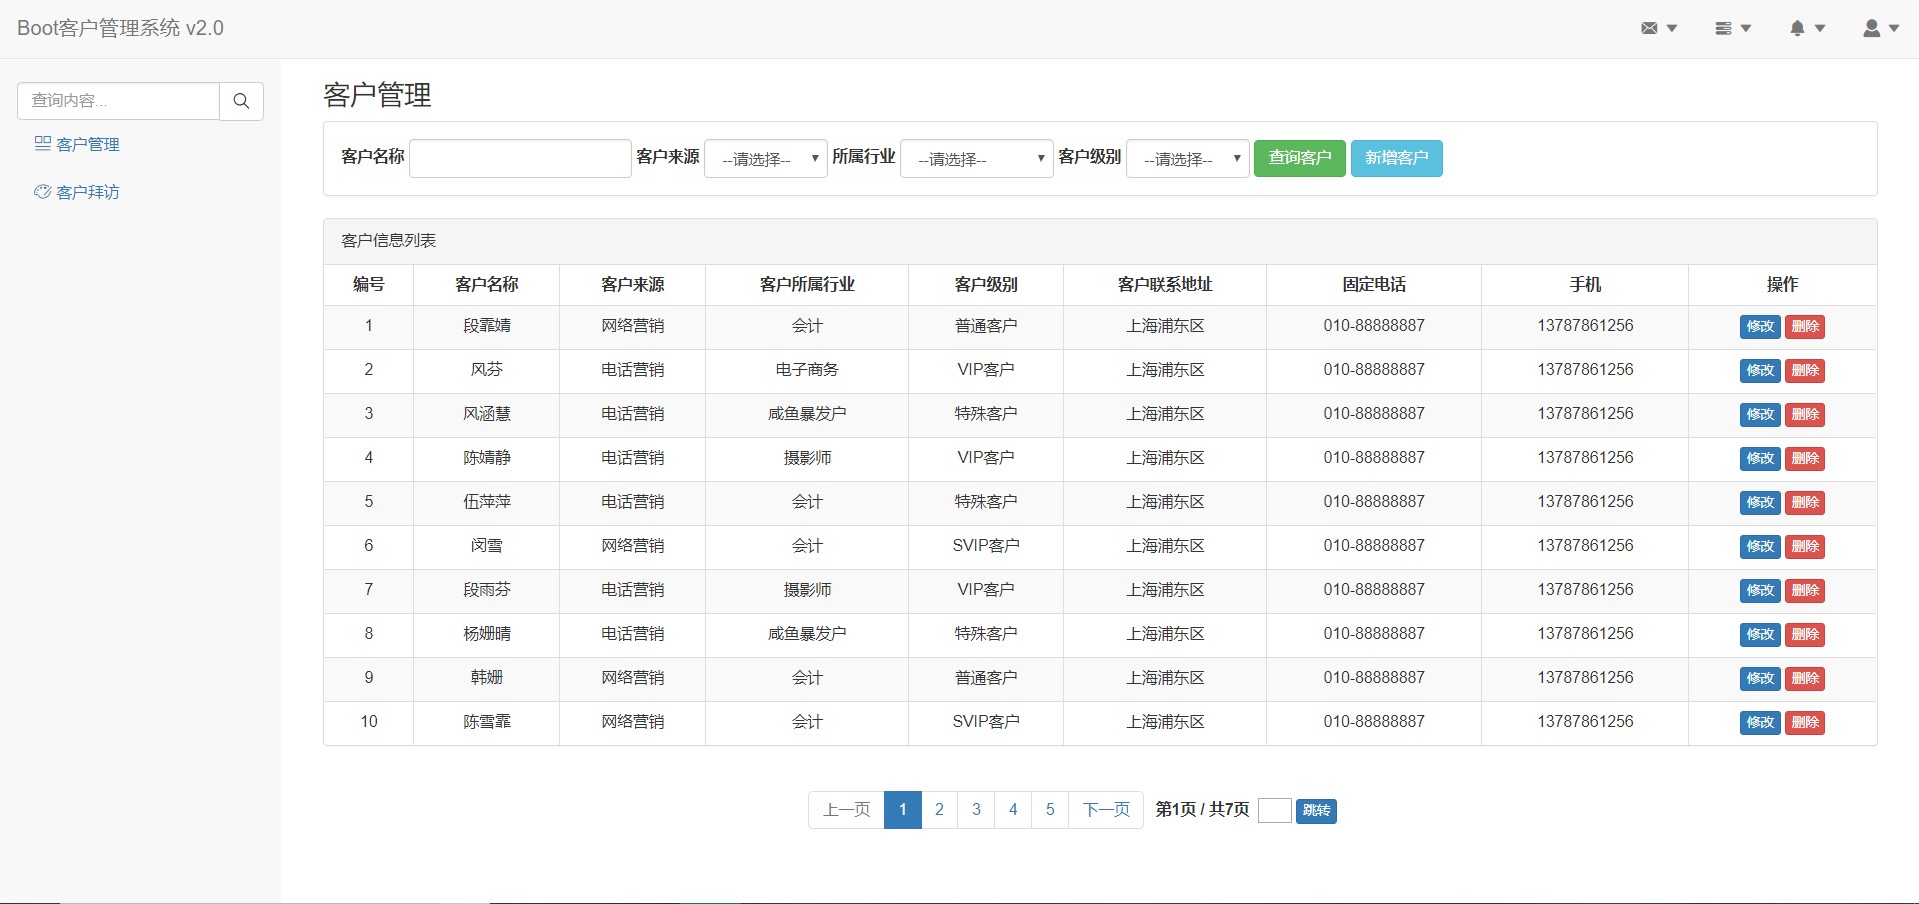 Boot客户管理系统 v2.0
查询内容...
客户管理
客户拜访
客户管理
客户名称 客户来源 --请选择-- 所属行业 --请选择-- 客户级别 --请选择-- 查询客户 新增客户
客户信息列表
编号 客户名称 客户来源 客户所属行业 客户级别 客户联系地址 固定电话 手机 操作
1 段霏婧 网络营销 会计 普通客户 上海浦东区 010-88888887 13787861256 修改 删除
2 风芬 电话营销 电子商务 VIP客户 上海浦东区 010-88888887 13787861256 修改 删除
3 风涵慧 电话营销 咸鱼暴发户 特殊客户 上海浦东区 010-88888887 13787861256 修改 删除
4 陈婧静 电话营销 摄影师 VIP客户 上海浦东区 010-88888887 13787861256 修改 删除
5 伍萍萍 电话营销 会计 特殊客户 上海浦东区 010-88888887 13787861256 修改 删除
6 闵雪 网络营销 会计 SVIP客户 上海浦东区 010-88888887 13787861256 修改 删除
7 段雨芬 电话营销 摄影师 VIP客户 上海浦东区 010-88888887 13787861256 修改 删除
8 杨姗晴 电话营销 咸鱼暴发户 特殊客户 上海浦东区 010-88888887 13787861256 修改 删除
9 韩姗 网络营销 会计 普通客户 上海浦东区 010-88888887 13787861256 修改 删除
10 陈雪霏 网络营销 会计 SVIP客户 上海浦东区 010-88888887 13787861256 修改 删除
上一页 1 2 3 4 5 下一页 第1页 / 共7页 跳转